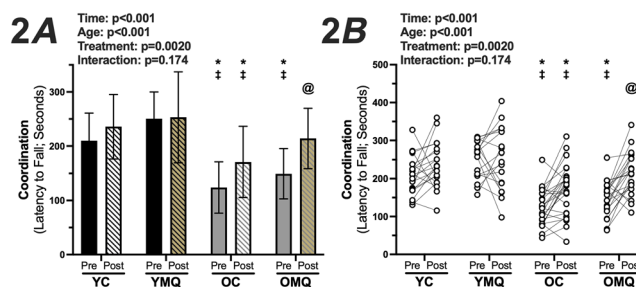 2A
Time: p<0.001
Age: p<0.001
Treatment: p=0.0020
Interaction: p=0.174
Coordination
(Latency to Fall; Seconds)
300
200
100
0
* *
‡ ‡
*
‡
@
Pre Post Pre Post Pre Post Pre Post
YC YMQ OC OMQ
2B
Time: p<0.001
Age: p<0.001
Treatment: p=0.0020
Interaction: p=0.174
Coordination
(Latency to Fall; Seconds)
500
400
300
200
100
0
* *
‡ ‡
*
‡
@
Pre Post Pre Post Pre Post Pre Post
YC YMQ OC OMQ